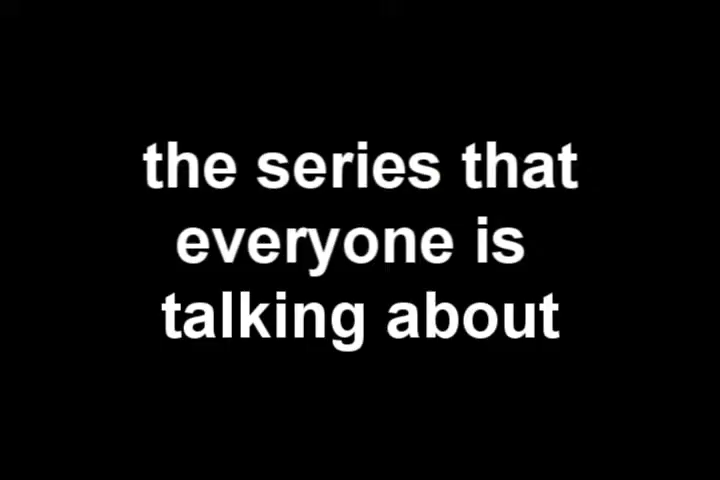 the series that
everyone is
talking about